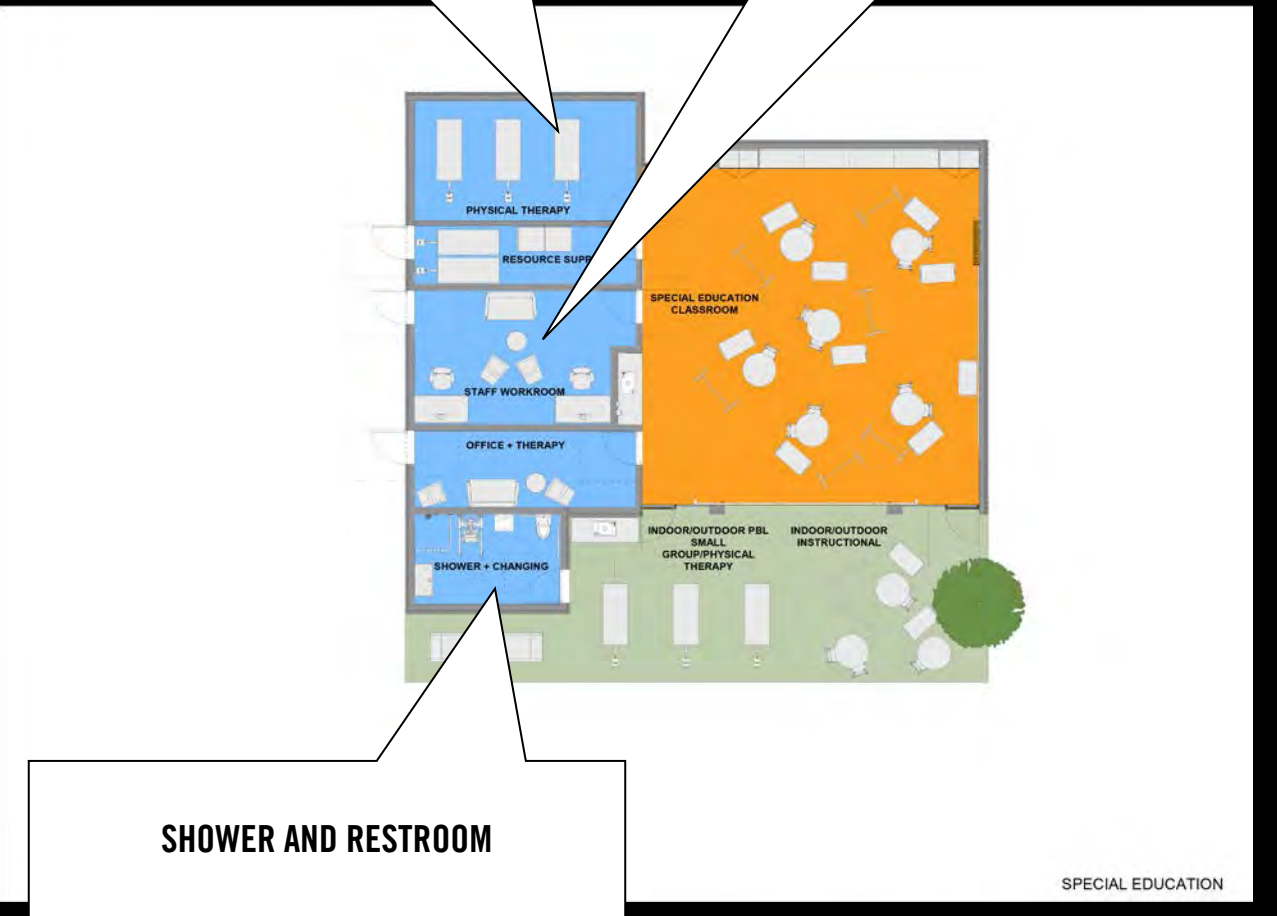 PHYSICAL THERAPY
RESOURCE
SPECIAL EDUCATION
CLASSROOM
STAFF WORKROOM
OFFICE + THERAPY
INDOOR/OUTDOOR PBL
SMALL
GROUP/PHYSICAL
THERAPY
INDOOR/OUTDOOR
INSTRUCTIONAL
SHOWER + CHANGING
SHOWER AND RESTROOM
SPECIAL EDUCATION